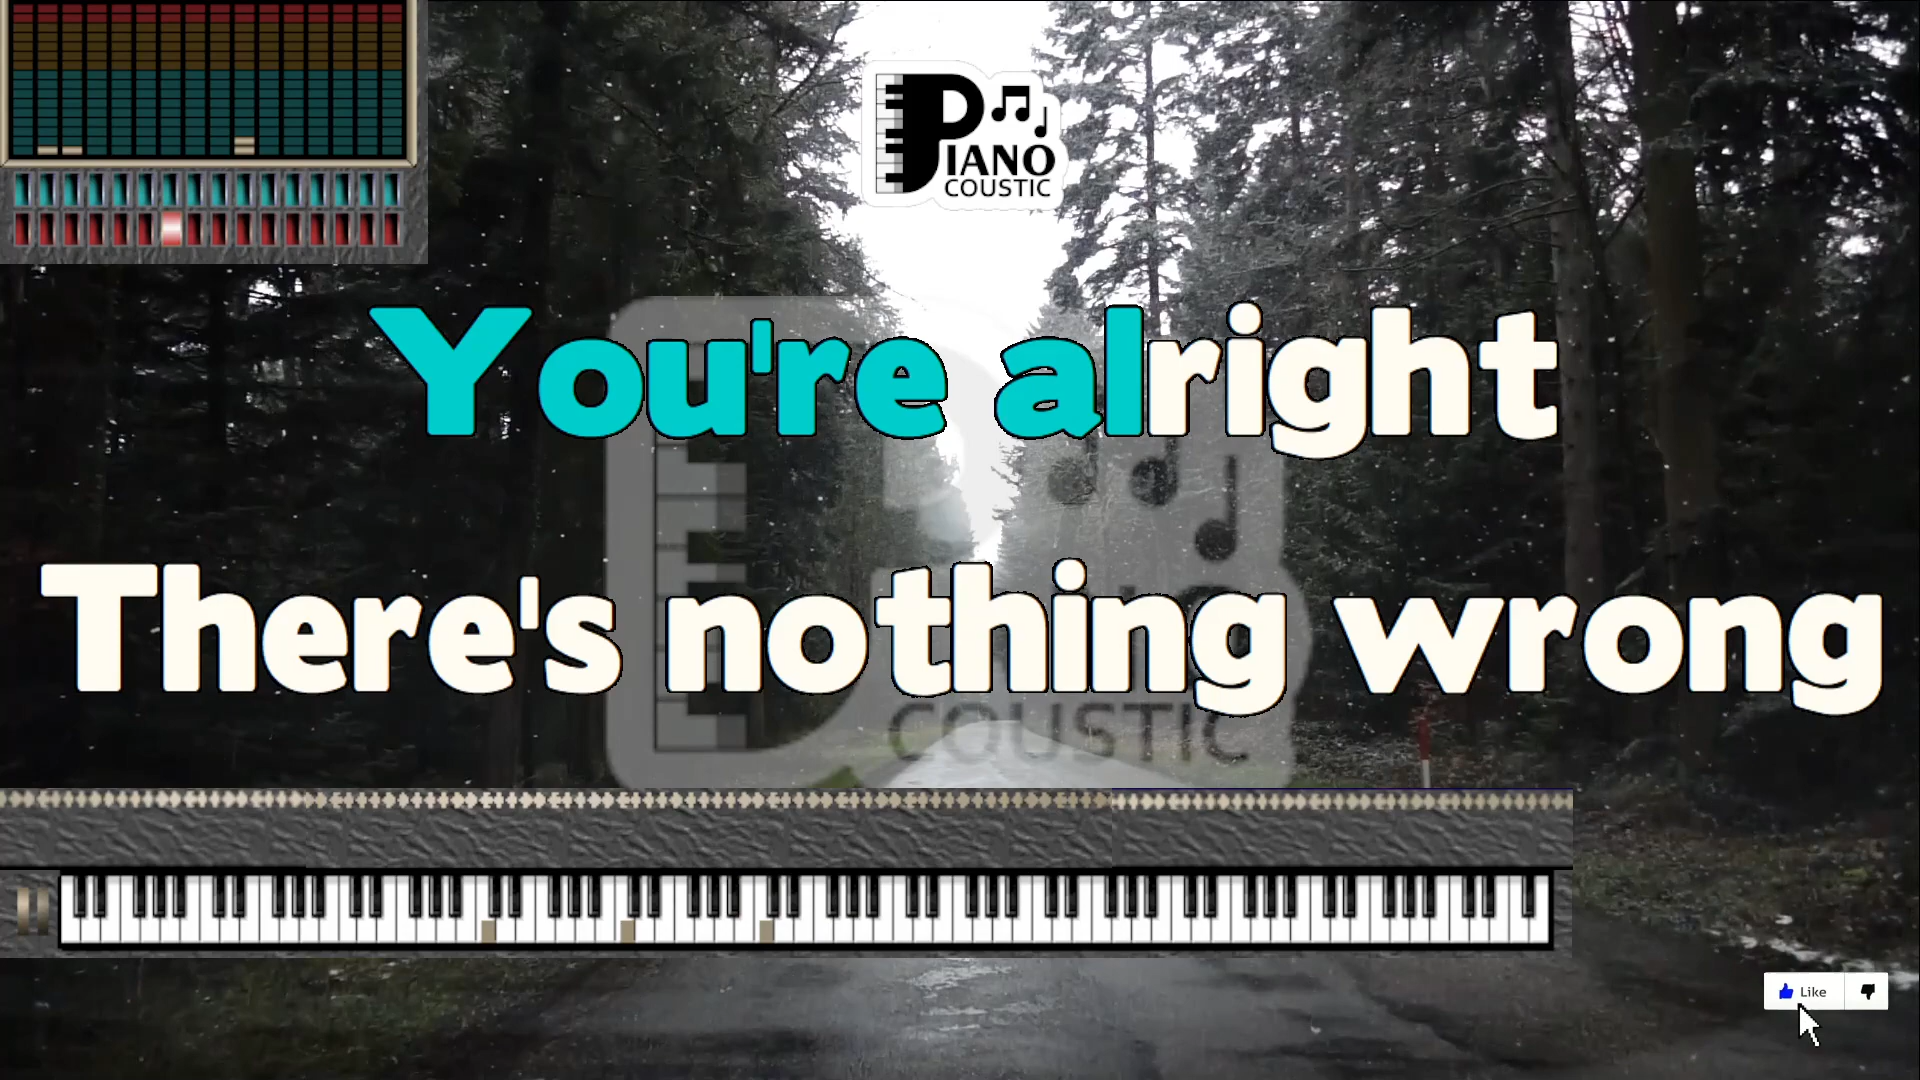 PIANO
COUSTIC
You're alright
There's nothing wrong
COUSTIC
Like